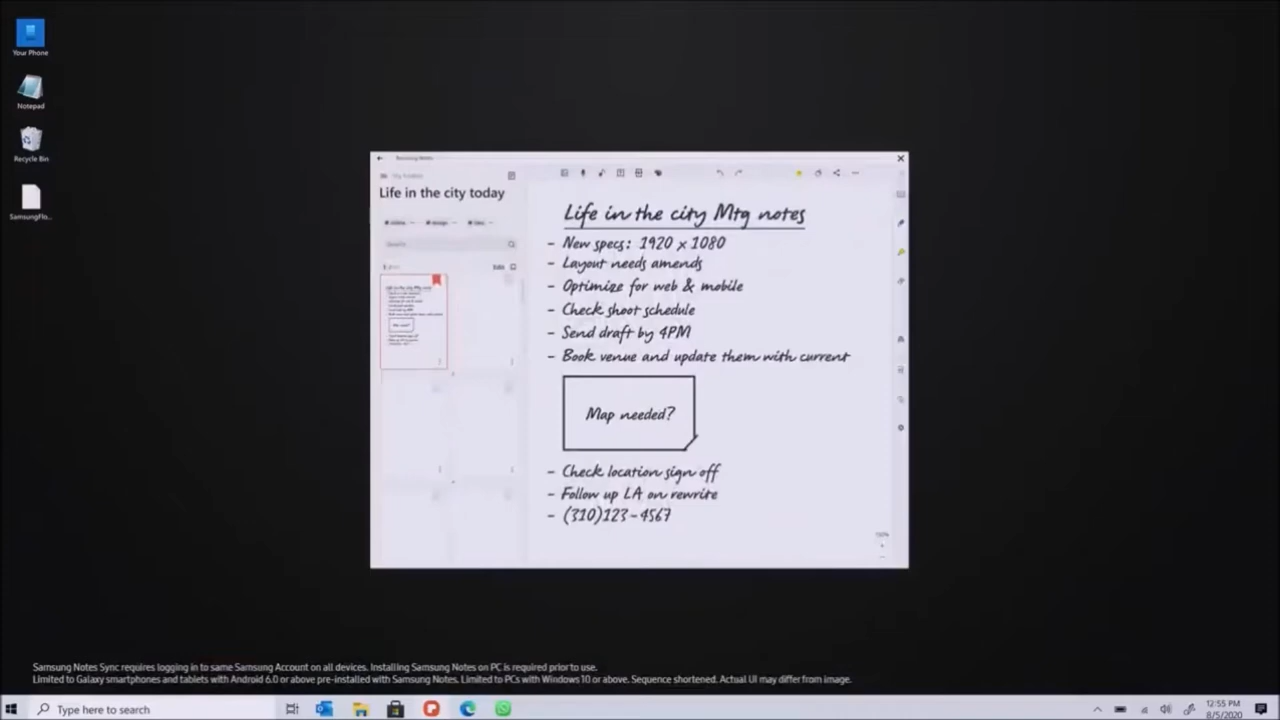 Your Phone
Notepad
Recycle Bin
SamsungFlo...
Samsung Notes
Life in the city today
Edit
Life in the city Mtg notes
- New specs: 1920 x 1080
- Layout needs amends
- Optimize for web & mobile
- Check shoot schedule
- Send draft by 4PM
- Book venue and update them with current
Map needed?
- Check location sign off
- Follow up LA on rewrite
- (310)123-4567
Samsung Notes Sync requires logging in to same Samsung Account on all devices. Installing Samsung Notes on PC is required prior to use.
Limited to Galaxy smartphones and tablets with Android 6.0 or above pre-installed with Samsung Notes. Limited to PCs with Windows 10 or above. Sequence shortened. Actual UI may differ from image.
Type here to search
12:55 PM
8/5/2020